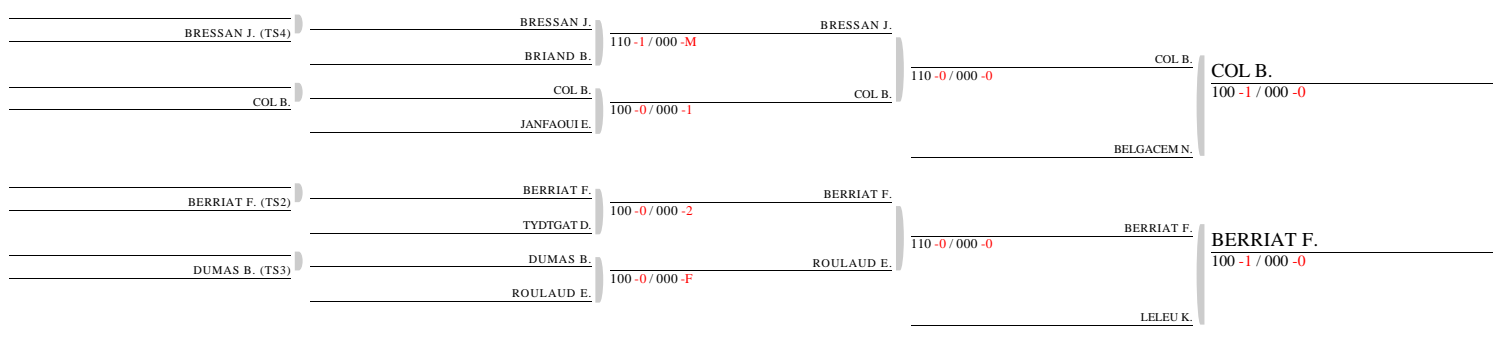 BRESSAN J. (TS4)
BRESSAN J.
BRIAND B.
110 -1 / 000 -M
BRESSAN J.
COL B.
COL B.
JANFAOUI E.
100 -0 / 000 -1
COL B.
110 -0 / 000 -0
COL B.
BELGACEM N.
COL B.
100 -1 / 000 -0
BERRIAT F. (TS2)
BERRIAT F.
TYDTGAT D.
100 -0 / 000 -2
BERRIAT F.
DUMAS B. (TS3)
DUMAS B.
ROULAUD E.
100 -0 / 000 -F
ROULAUD E.
110 -0 / 000 -0
BERRIAT F.
LELEU K.
BERRIAT F.
100 -1 / 000 -0